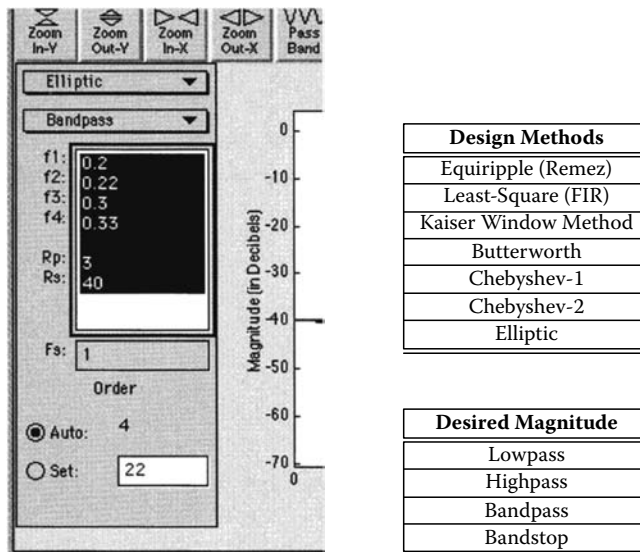 Zoom In-Y
Zoom Out-Y
Zoom In-X
Zoom Out-X
Pass Band
Elliptic
Bandpass
f1: 0.2
f2: 0.22
f3: 0.3
f4: 0.33
Rp: 3
Rs: 40
Fs: 1
Order
Auto: 4
Set: 22
Magnitude (in Decibels)
0
-10
-20
-30
-40
-50
-60
-70
0
Design Methods
Equiripple (Remez)
Least-Square (FIR)
Kaiser Window Method
Butterworth
Chebyshev-1
Chebyshev-2
Elliptic
Desired Magnitude
Lowpass
Highpass
Bandpass
Bandstop